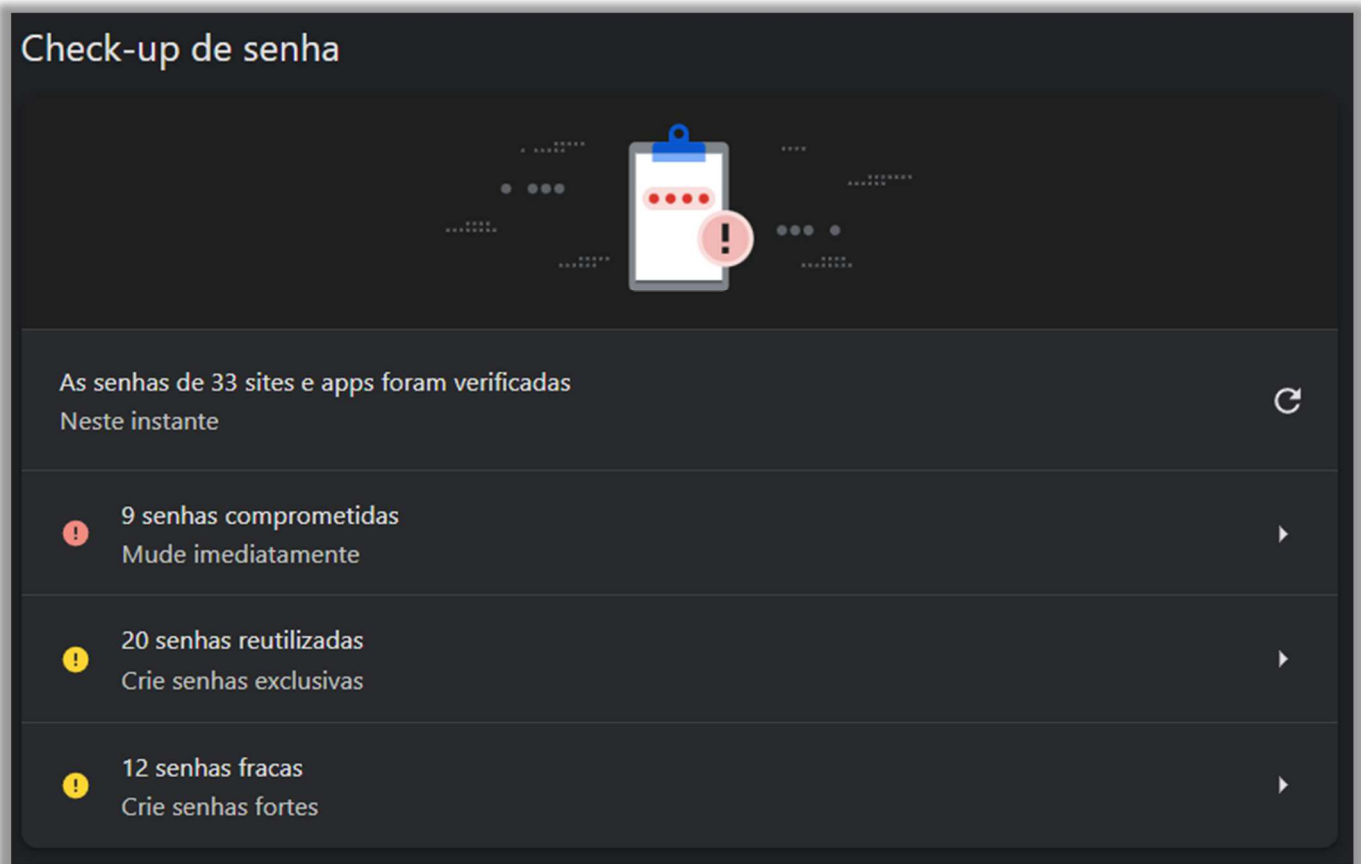 Check-up de senha
As senhas de 33 sites e apps foram verificadas
Neste instante
9 senhas comprometidas
Mude imediatamente
20 senhas reutilizadas
Crie senhas exclusivas
12 senhas fracas
Crie senhas fortes